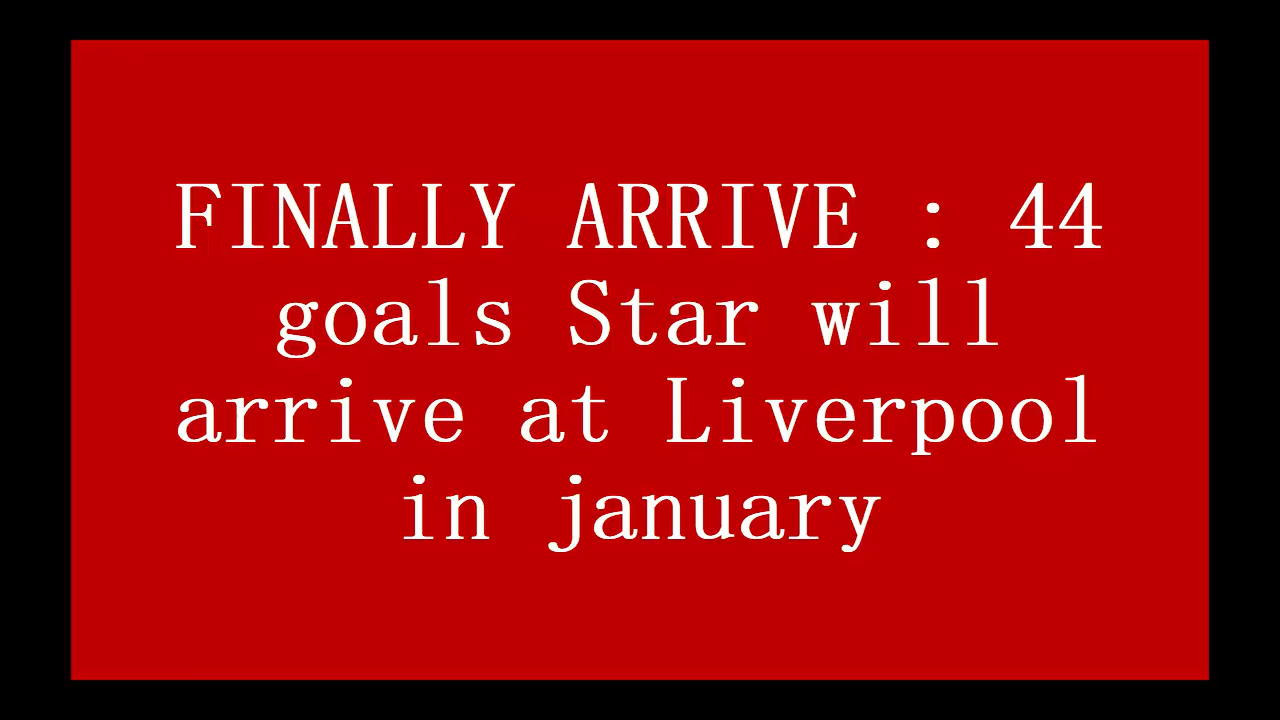 FINALLY ARRIVE : 44
goals Star will
arrive at Liverpool
in january